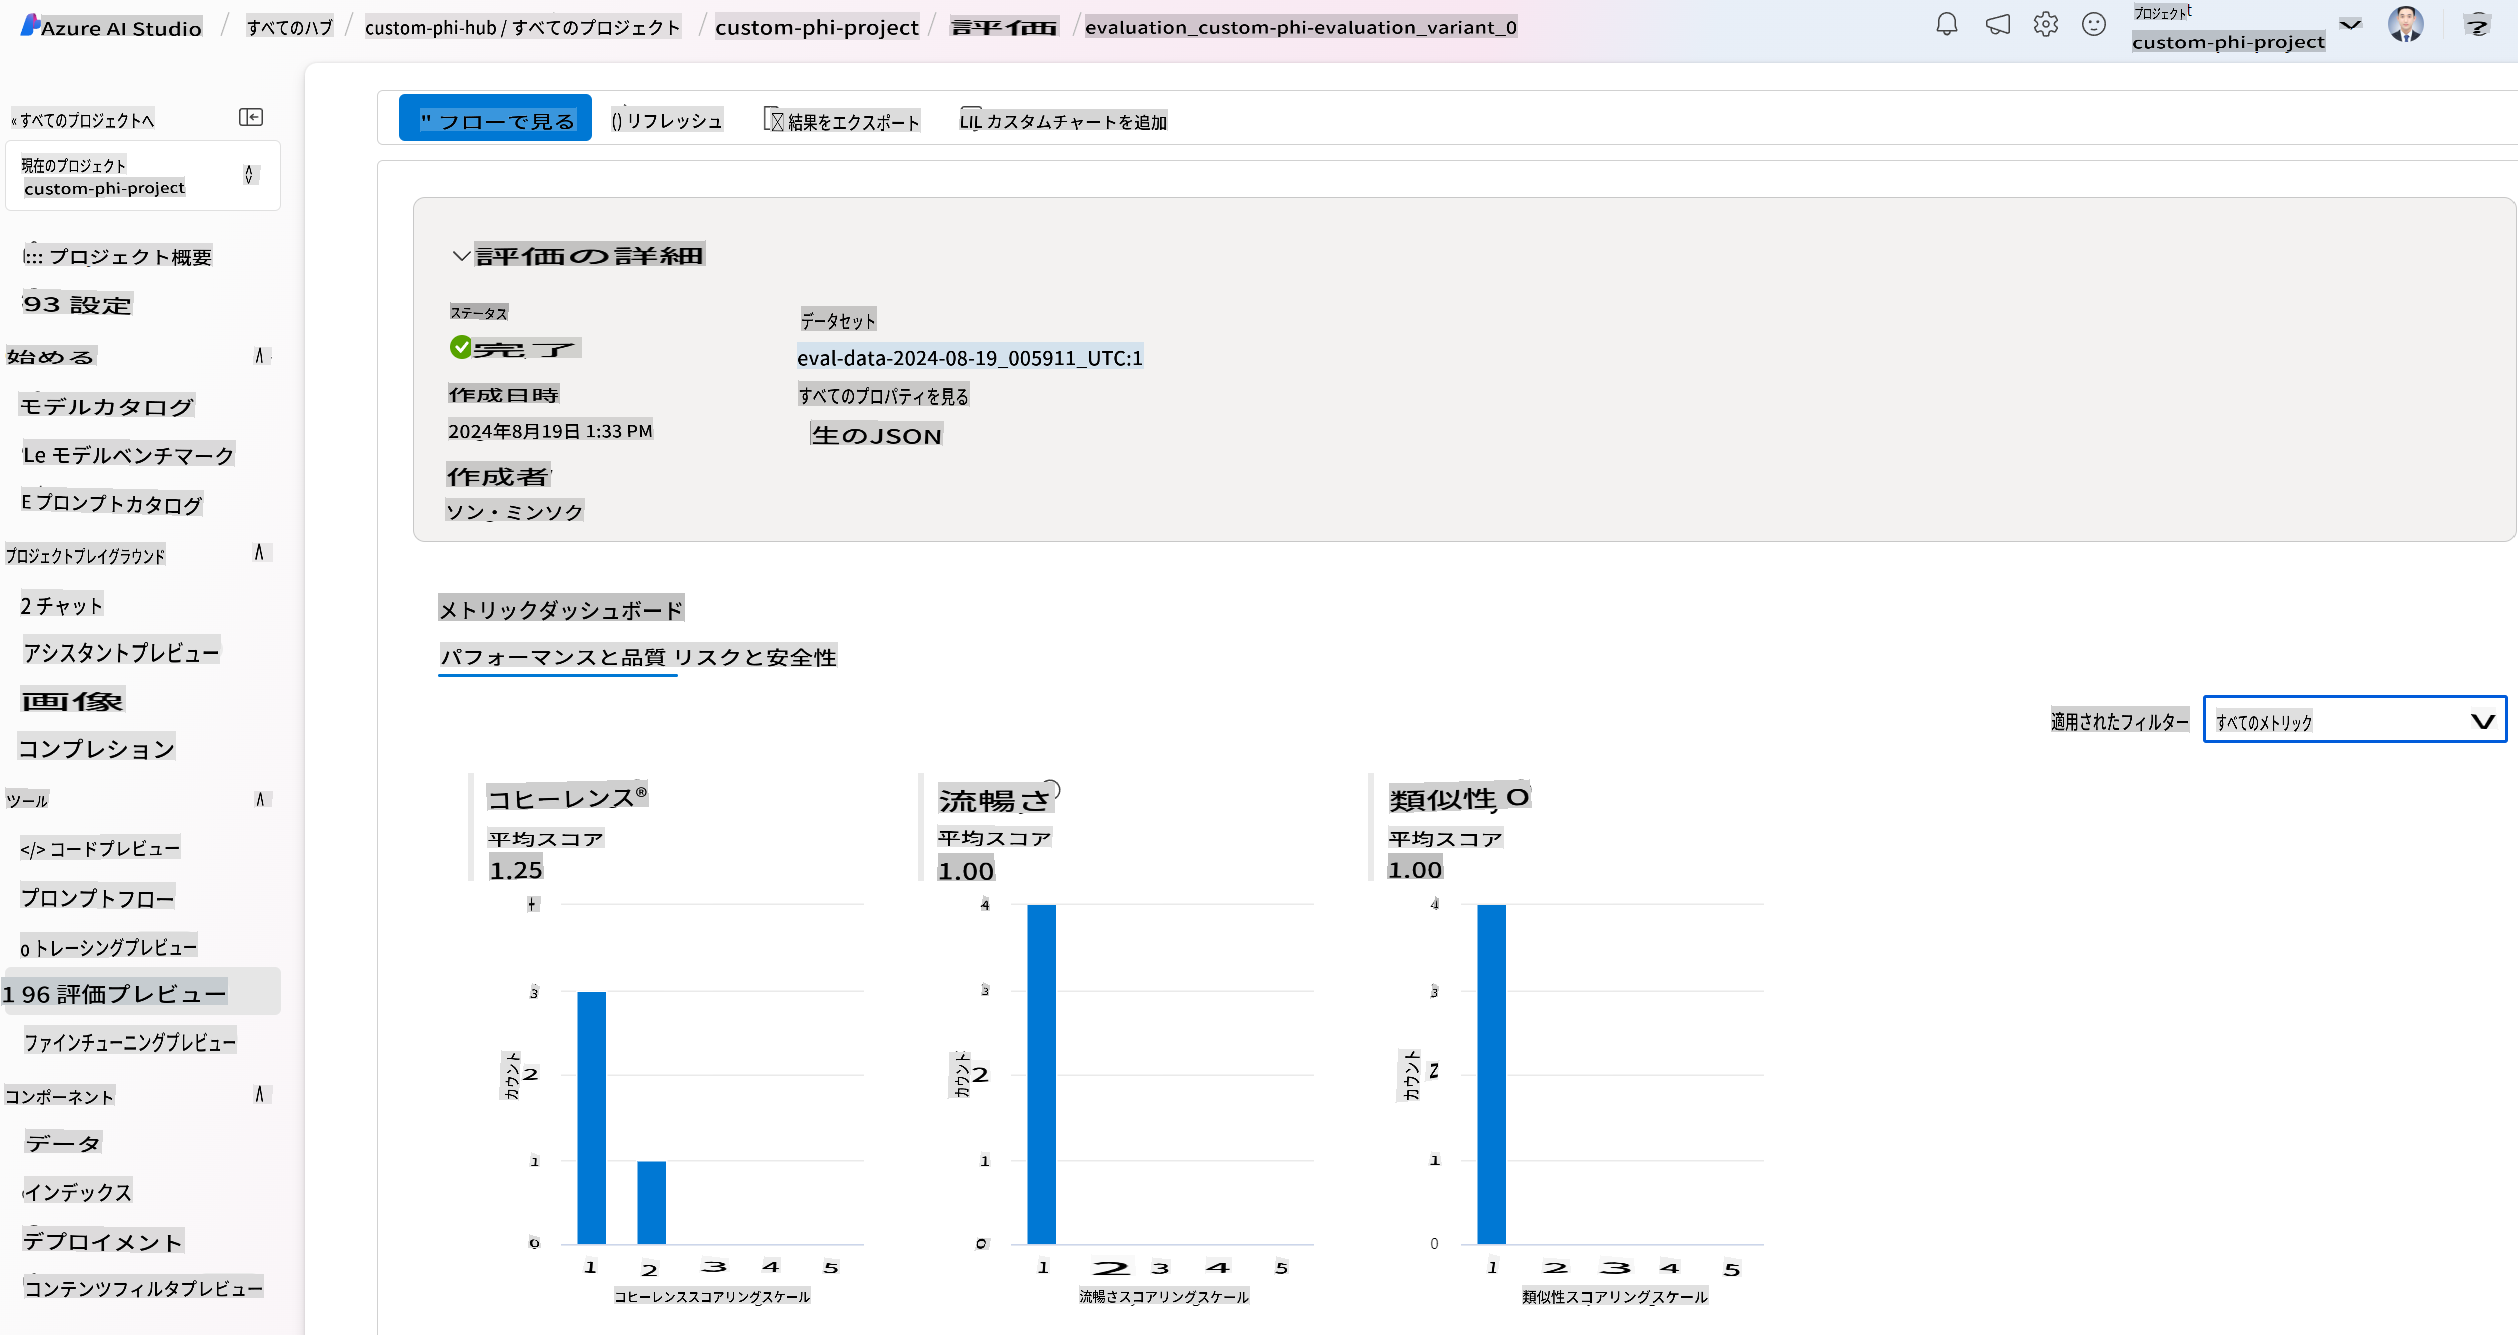 Azure AI Studio / すべてのハブ / custom-phi-hub / すべてのプロジェクト / custom-phi-project / 評価 / evaluation_custom-phi-evaluation_variant_0
プロジェクト
custom-phi-project
?
« すべてのプロジェクトへ
現在のプロジェクト
custom-phi-project
::: プロジェクト概要
93 設定
始める
モデルカタログ
Le モデルベンチマーク
E プロンプトカタログ
プロジェクトプレイグラウンド
2 チャット
アシスタントプレビュー
画像
コンプレション
ツール
</> コードプレビュー
プロンプトフロー
o トレーシングプレビュー
1 96 評価プレビュー
ファインチューニングプレビュー
コンポーネント
データ
インデックス
デプロイメント
コンテンツフィルタプレビュー
" フローで見る
() リフレッシュ
結果をエクスポート
LIL カスタムチャートを追加
評価の詳細
ステータス
完了
作成日時
2024年8月19日 1:33 PM
作成者
ソン・ミンソク
データセット
eval-data-2024-08-19_005911_UTC:1
すべてのプロパティを見る
生のJSON
メトリックダッシュボード
パフォーマンスと品質 リスクと安全性
適用されたフィルター
すべてのメトリック
コヒーレンス®
平均スコア
1.25
3
2
1
0
カウント
1 2 3 4 5
コヒーレンススコアリングスケール
流暢さ
平均スコア
1.00
4
3
2
1
0
カウント
1 2 3 4 5
流暢さスコアリングスケール
類似性 O
平均スコア
1.00
4
3
2
1
0
カウント
1 2 3 4 5
類似性スコアリングスケール